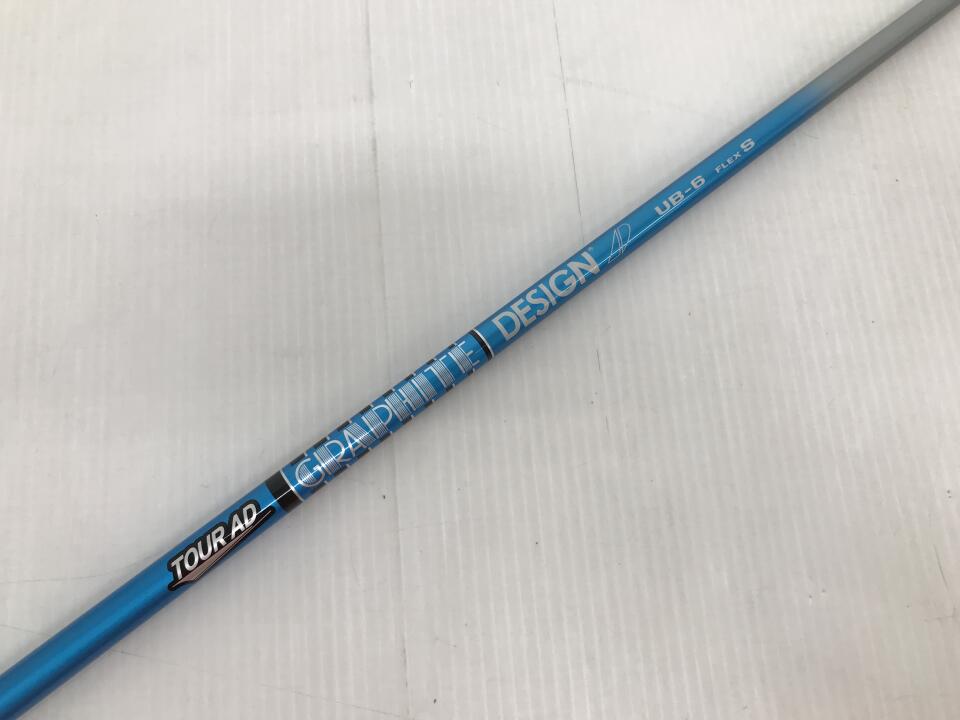 TOUR AD
GRAPHITE
DESIGN®
UB-6 FLEX S